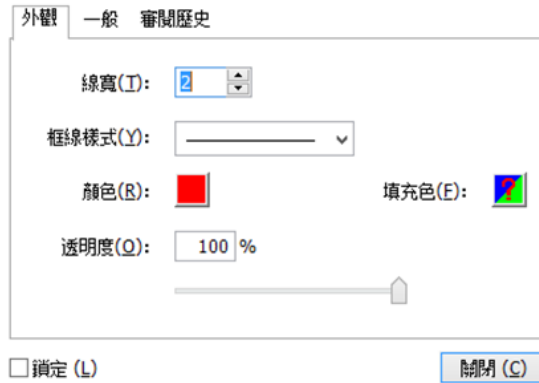 外觀 一般 審閱歷史
線寬(T): 2
框線樣式(Y):
顏色(R): 填充色(F): ?
透明度(O): 100 %
鎖定 (L) 關閉 (C)